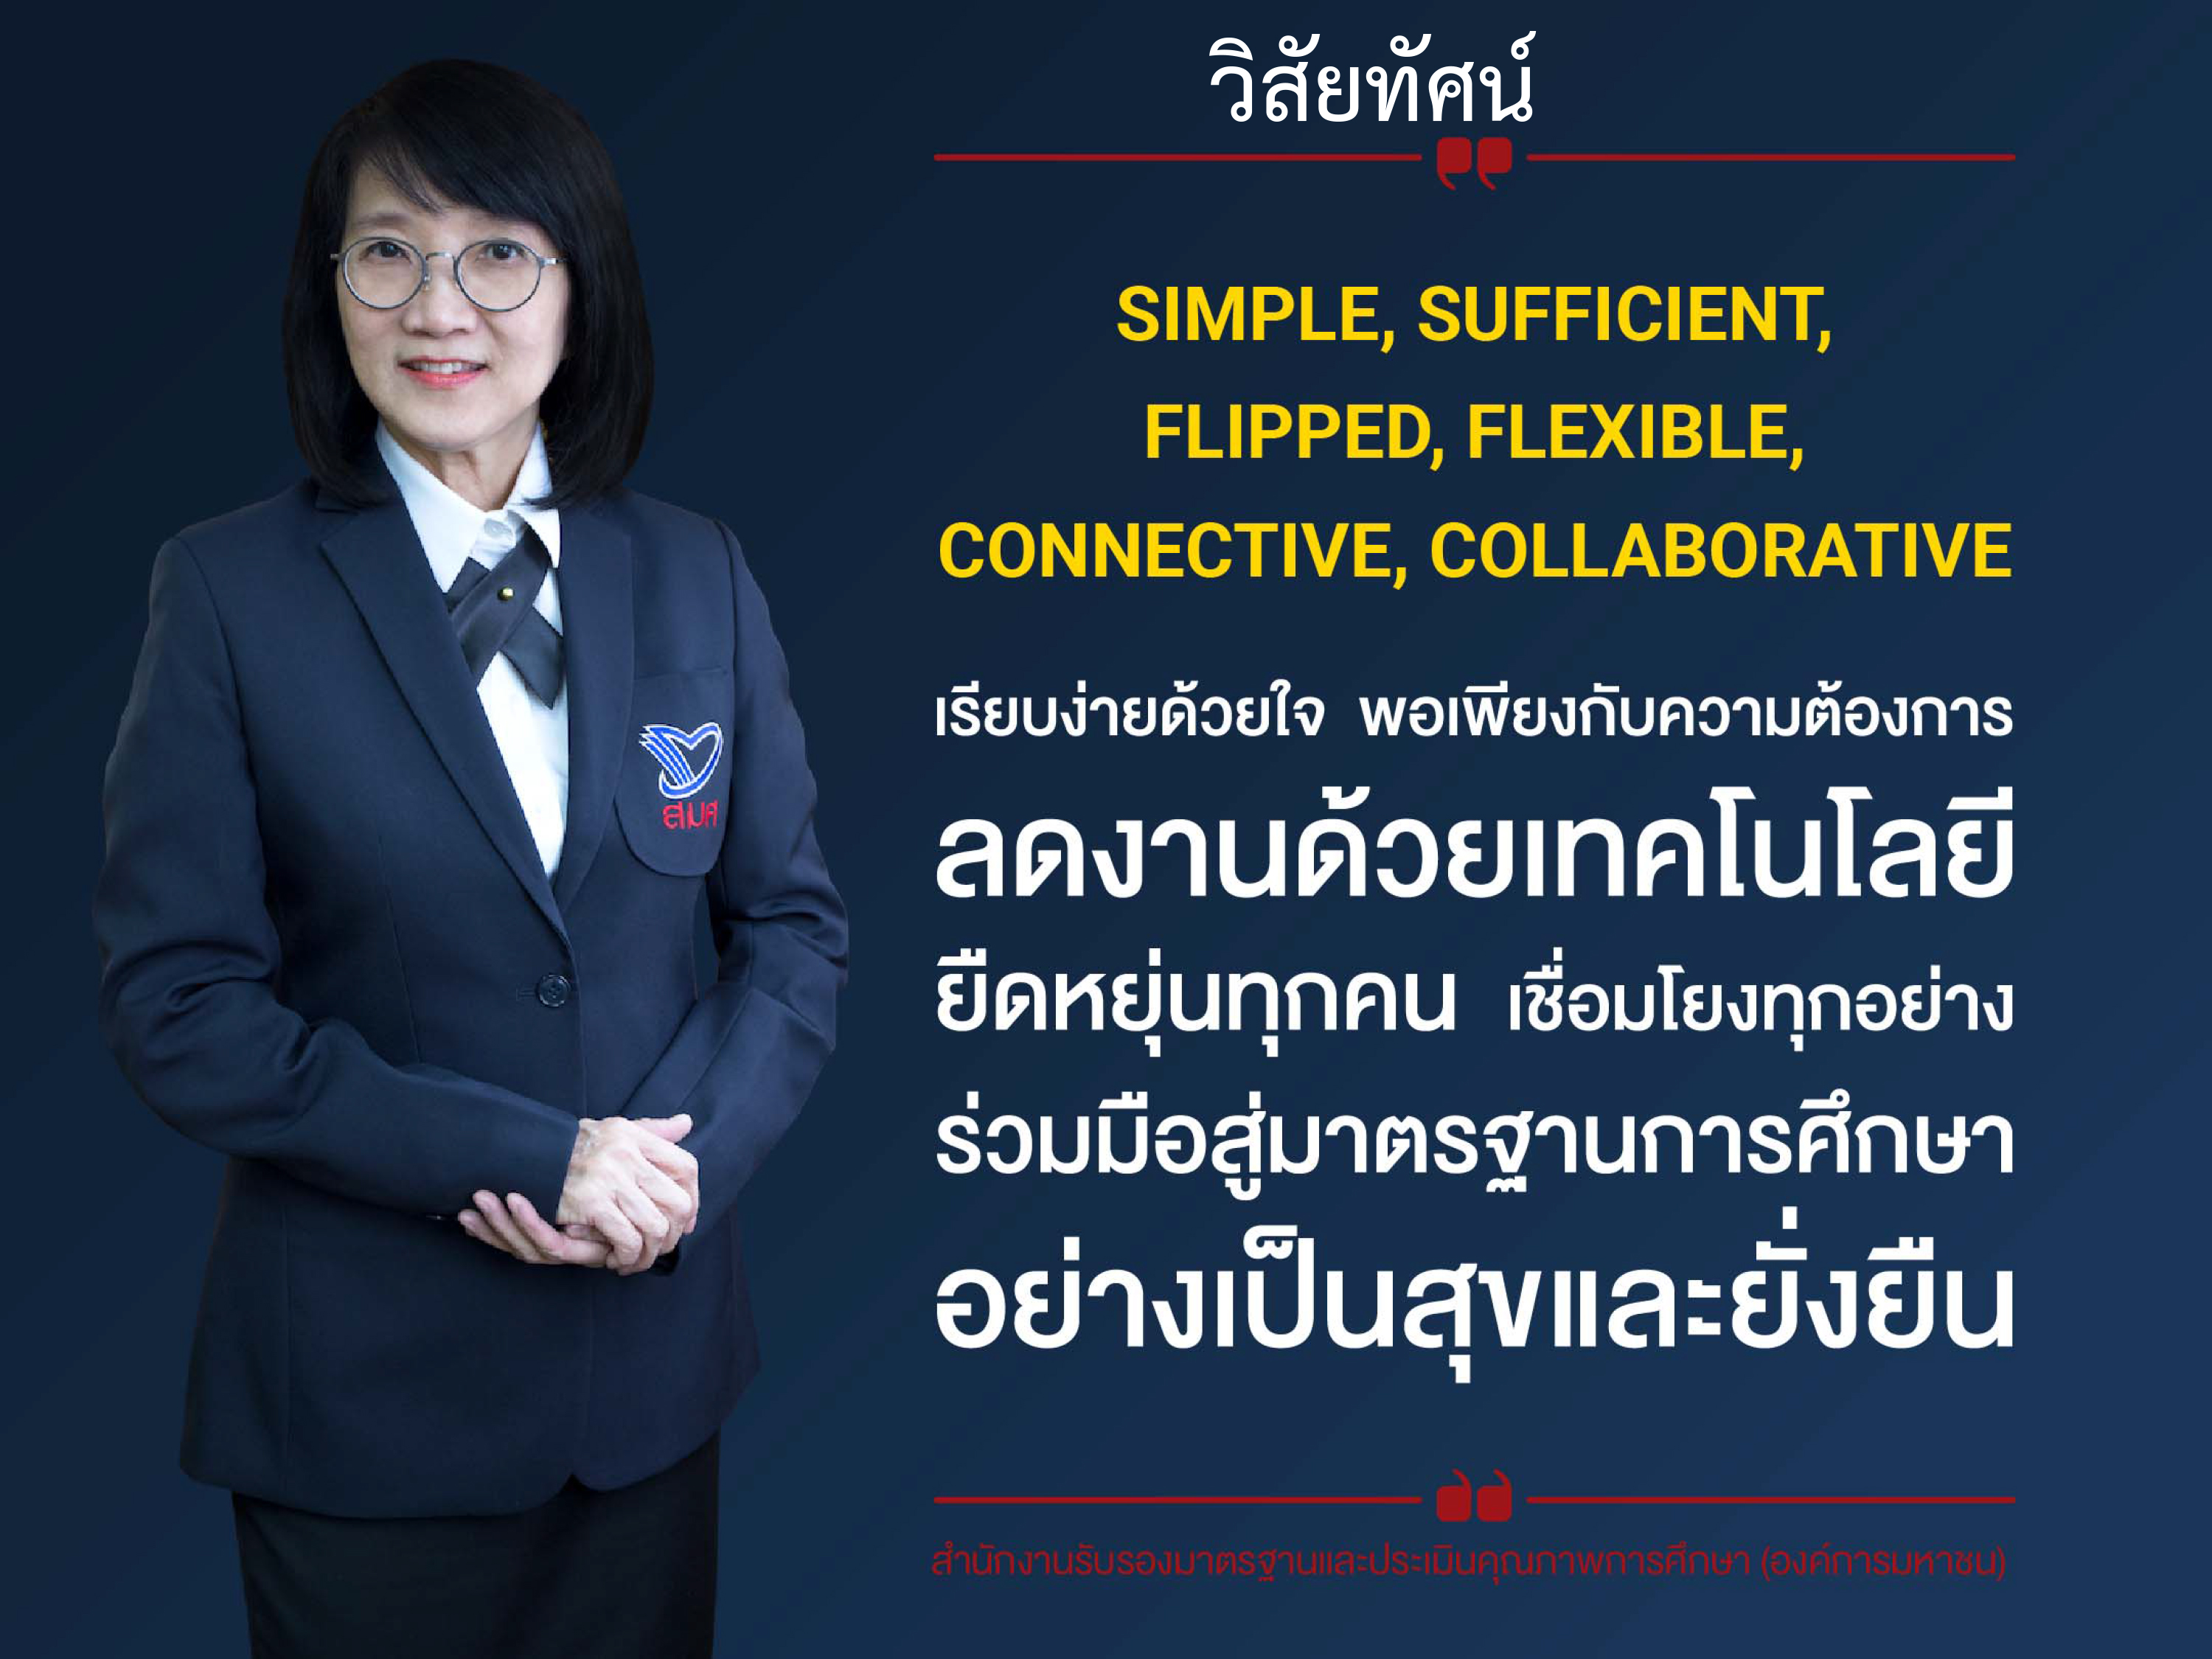 วิสัยทัศน์
SIMPLE, SUFFICIENT,
FLIPPED, FLEXIBLE,
CONNECTIVE, COLLABORATIVE
เรียบง่ายด้วยใจ พอเพียงกับความต้องการ
ลดงานด้วยเทคโนโลยี
ยืดหยุ่นทุกคน เชื่อมโยงทุกอย่าง
ร่วมมือสู่มาตรฐานการศึกษา
อย่างเป็นสุขและยั่งยืน
สำนักงานรับรองมาตรฐานและประเมินคุณภาพการศึกษา (องค์การมหาชน)
สมศ